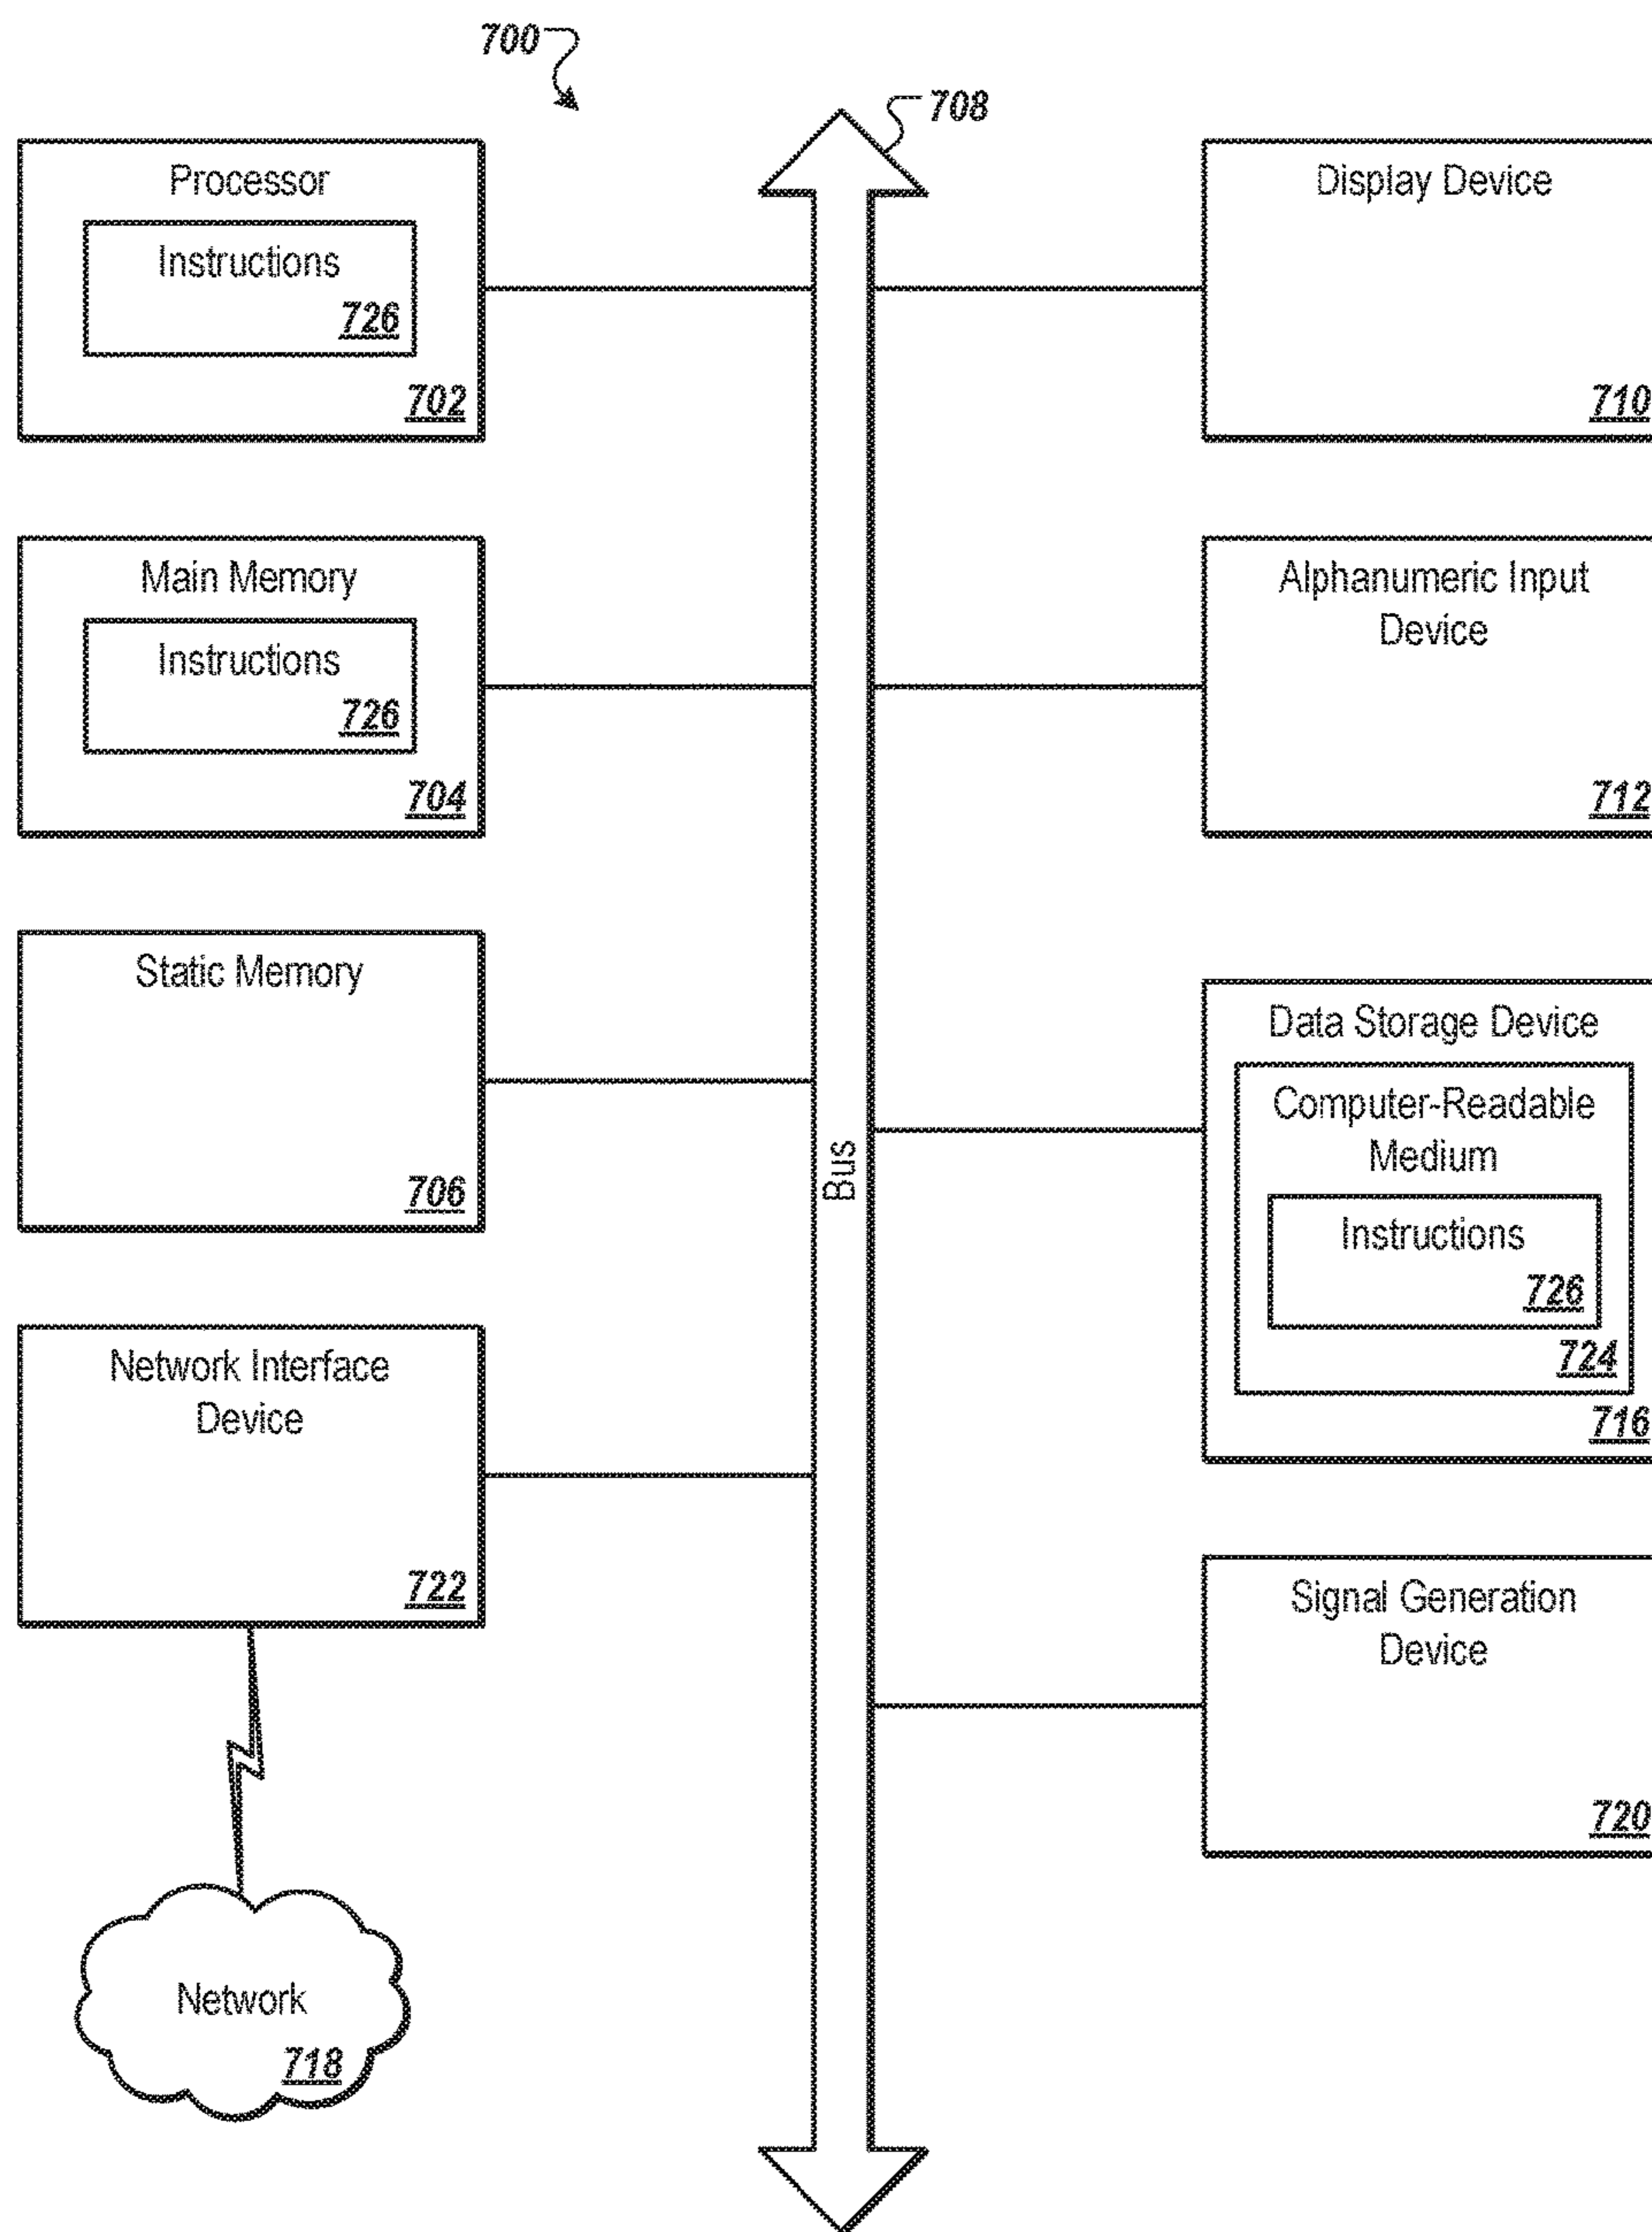 700
708
Processor
Instructions
726
702
Display Device
710
Main Memory
Instructions
726
704
Alphanumeric Input
Device
712
Static Memory
706
Bus
Data Storage Device
Computer-Readable
Medium
Instructions
726
724
716
Network Interface
Device
722
Signal Generation
Device
720
Network
718